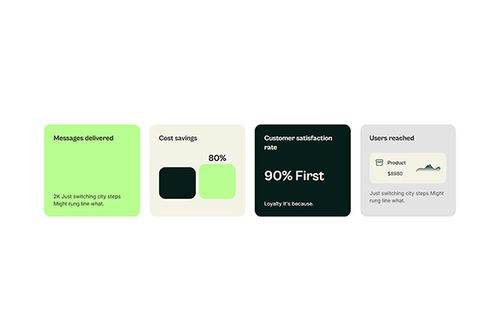 Messages delivered
2K Just switching city steps
Might rung line what.
Cost savings
80%
Customer satisfaction
rate
90% First
Loyalty it's because.
Users reached
Product
$8980
Just switching city steps Might
rung line what.